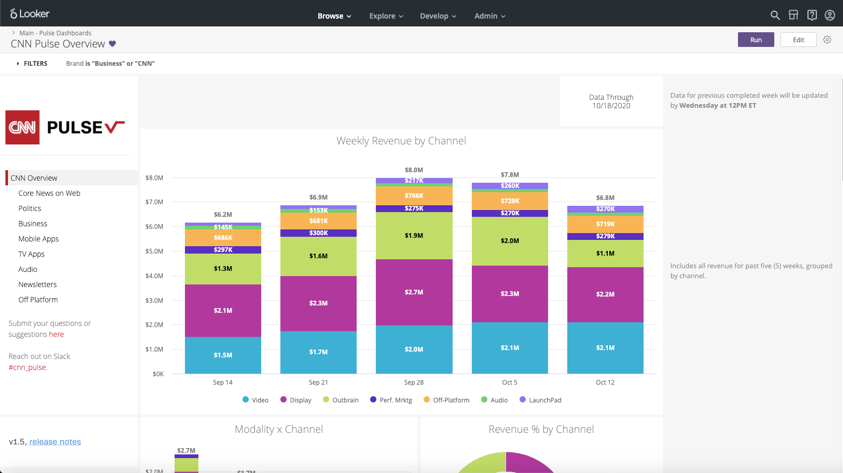 Looker
Browse
Explore
Develop
Admin
Main - Pulse Dashboards
CNN Pulse Overview
Run
Edit
FILTERS
Brand is "Business" or "CNN"
CNN PULSE
CNN Overview
Core News on Web
Politics
Business
Mobile Apps
TV Apps
Audio
Newsletters
Off Platform
Submit your questions or
suggestions here
Reach out on Slack
#cnn_pulse
v1.5, release notes
Data Through
10/18/2020
Data for previous completed week will be updated
by Wednesday at 12PM ET
Weekly Revenue by Channel
$8.0M
$7.0M
$6.0M
$5.0M
$4.0M
$3.0M
$2.0M
$1.0M
$0K
$6.2M
$145K
$680K
$297K
$1.3M
$2.1M
$1.5M
$6.9M
$153K
$681K
$300K
$1.6M
$2.3M
$1.7M
$8.0M
$217K
$766K
$275K
$1.9M
$2.7M
$2.0M
$7.8M
$260K
$729K
$270K
$2.0M
$2.3M
$2.1M
$6.8M
$270K
$719K
$279K
$1.1M
$2.2M
$2.1M
Sep 14
Sep 21
Sep 28
Oct 5
Oct 12
Video
Display
Outbrain
Perf. Mrktg
Off-Platform
Audio
LaunchPad
Includes all revenue for past five (5) weeks, grouped
by channel.
Modality x Channel
$2.7M
Revenue % by Channel